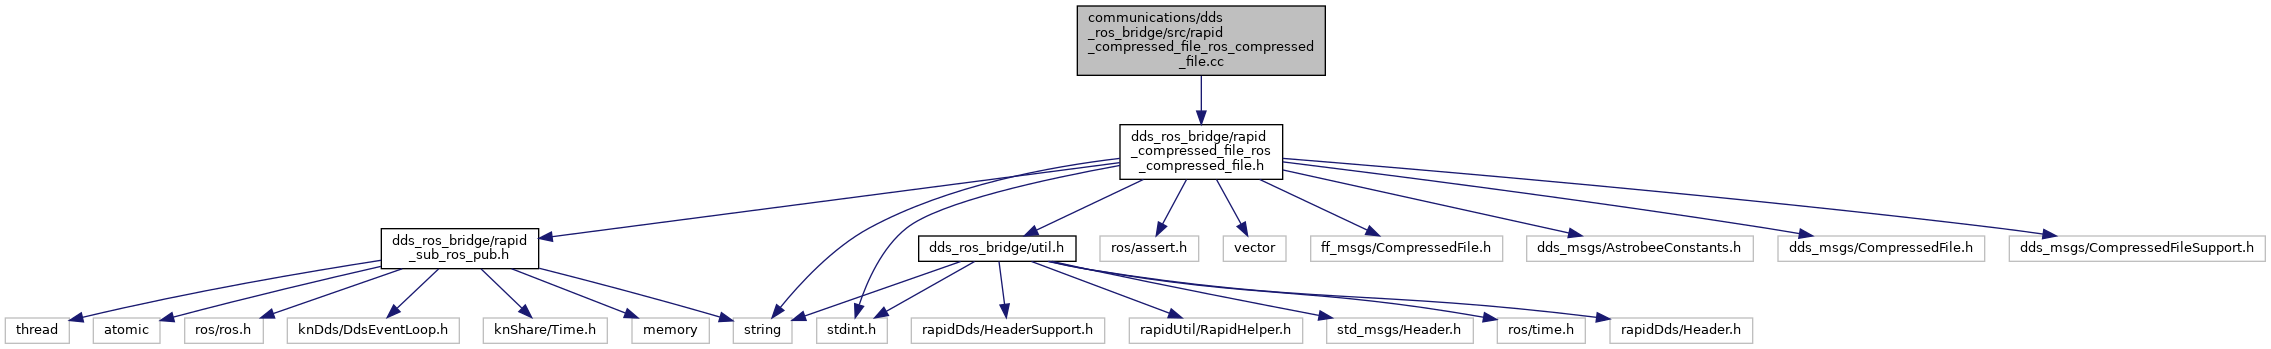 communications/dds
_ros_bridge/src/rapid
_compressed_file_ros_compressed
_file.cc
dds_ros_bridge/rapid
_compressed_file_ros
_compressed_file.h
dds_ros_bridge/rapid
_sub_ros_pub.h
dds_ros_bridge/util.h
ros/assert.h
vector
ff_msgs/CompressedFile.h
dds_msgs/AstrobeeConstants.h
dds_msgs/CompressedFile.h
dds_msgs/CompressedFileSupport.h
thread
atomic
ros/ros.h
knDds/DdsEventLoop.h
knShare/Time.h
memory
string
stdint.h
rapidDds/HeaderSupport.h
rapidUtil/RapidHelper.h
std_msgs/Header.h
ros/time.h
rapidDds/Header.h